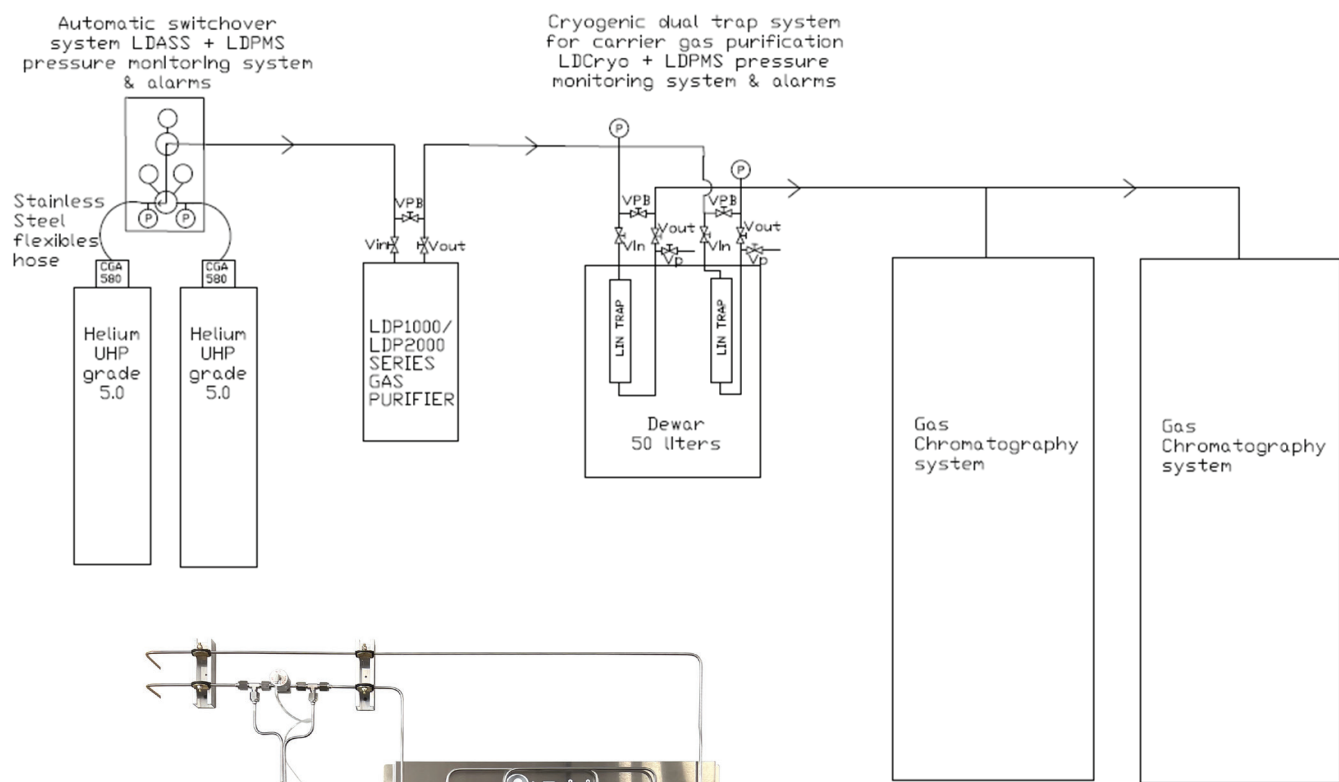 Automatic switchover
system LDASS + LDPMS
pressure monitoring system
& alarms
Cryogenic dual trap system
for carrier gas purification
LDCryo + LDPMS pressure
monitoring system & alarms
P
P
VPB
VPB
Stainless
Steel
flexibles
hose
P
P
Vin
Vout
VIn
Vout
VIn
Vout
Vp
Vp
CGA
580
CGA
580
Helium
UHP
grade
5.0
Helium
UHP
grade
5.0
LDP1000/
LDP2000
SERIES
GAS
PURIFIER
VPB
LIN TRAP
LIN TRAP
Dewar
50 liters
Gas
Chromatography
system
Gas
Chromatography
system